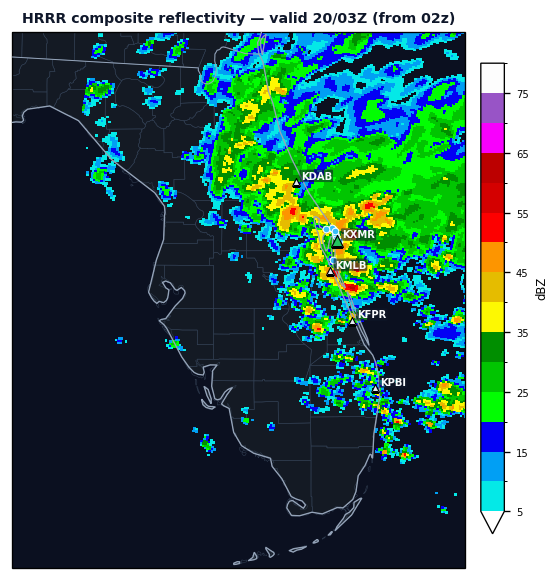 HRRR composite reflectivity — valid 20/03Z (from 02z)
KDAB
KXMR
KMLB
KFPR
KPBI
75
65
55
45
35
25
15
5
dBZ